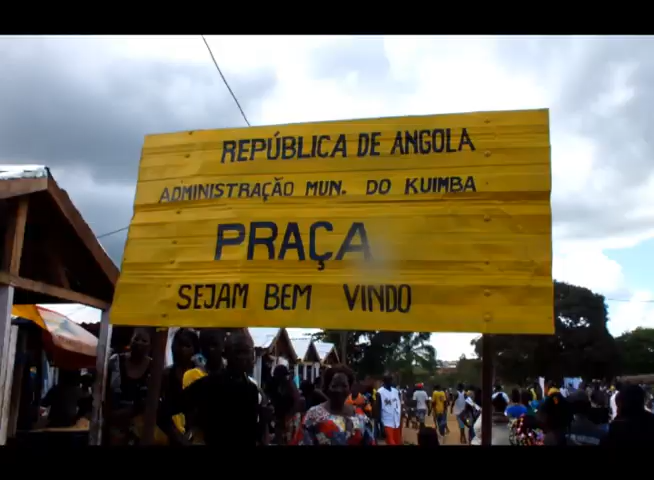 REPÚBLICA DE ANGOLA
ADMINISTRAÇÃO MUN. DO KUIMBA
PRAÇA
SEJAM BEM VINDO